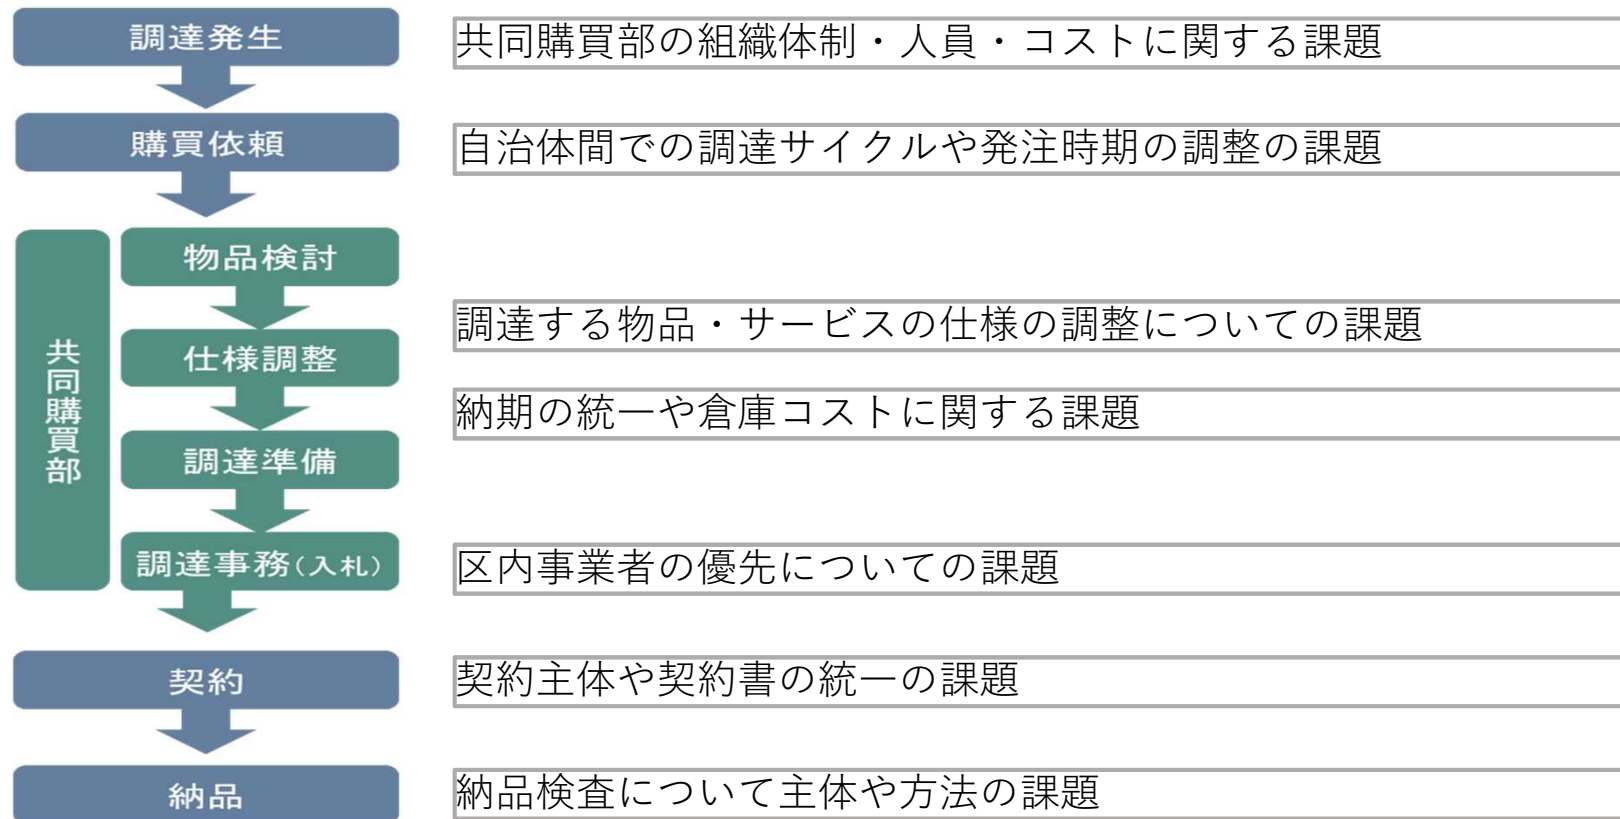 調達発生
共同購買部の組織体制・人員・コストに関する課題
購買依頼
自治体間での調達サイクルや発注時期の調整の課題
共同購買部
物品検討
調達する物品・サービスの仕様の調整についての課題
仕様調整
納期の統一や倉庫コストに関する課題
調達準備
調達事務(入札)
区内事業者の優先についての課題
契約
契約主体や契約書の統一の課題
納品
納品検査について主体や方法の課題